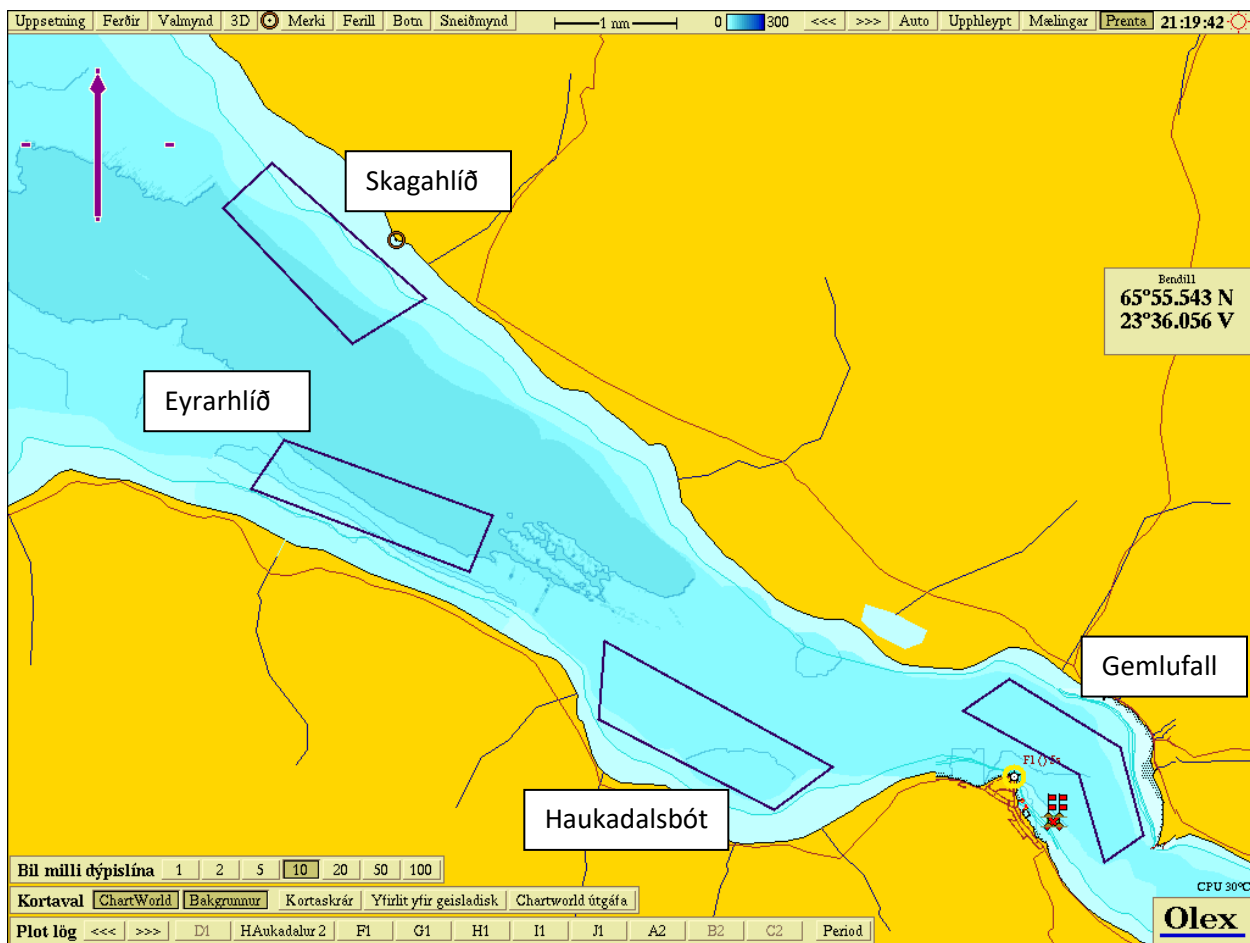 Uppsetning Ferðir Valmynd 3D Merki Ferill Botn Sneiðmynd 1 nm 0 300 <<< >>> Auto Upphleypt Mælingar Prenta 21:19:42
Skagahlíð
Bendill
65°55.543 N
23°36.056 V
Eyrarhlíð
Gemlufall
Fl () 5s
Haukadalsbót
Bil milli dýpislína 1 2 5 10 20 50 100
CPU 30°C
Kortaval ChartWorld Bakgrunnur Kortaskrár Yfirlit yfir geisladisk Chartworld útgáfa
Olex
Plot lög <<< >>> D1 HAukadalur 2 F1 G1 H1 I1 J1 A2 B2 C2 Period